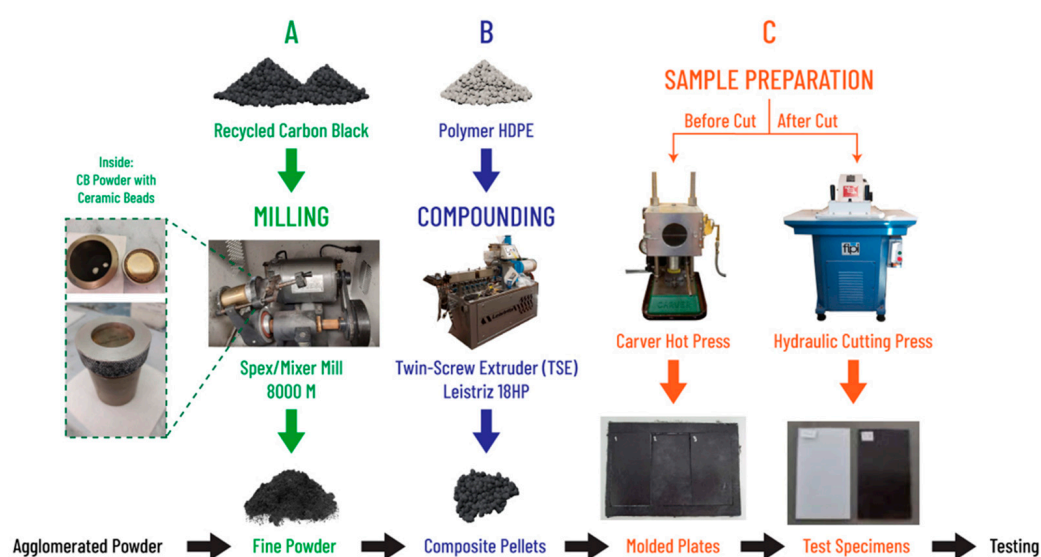 A
B
C
SAMPLE PREPARATION
Before Cut
After Cut
Recycled Carbon Black
Polymer HDPE
Inside:
CB Powder with
Ceramic Beads
MILLING
COMPOUNDING
ftpl
CARVER
Spex/Mixer Mill
8000 M
Twin-Screw Extruder (TSE)
Leistriz 18HP
Carver Hot Press
Hydraulic Cutting Press
Agglomerated Powder
Fine Powder
Composite Pellets
Molded Plates
Test Specimens
Testing